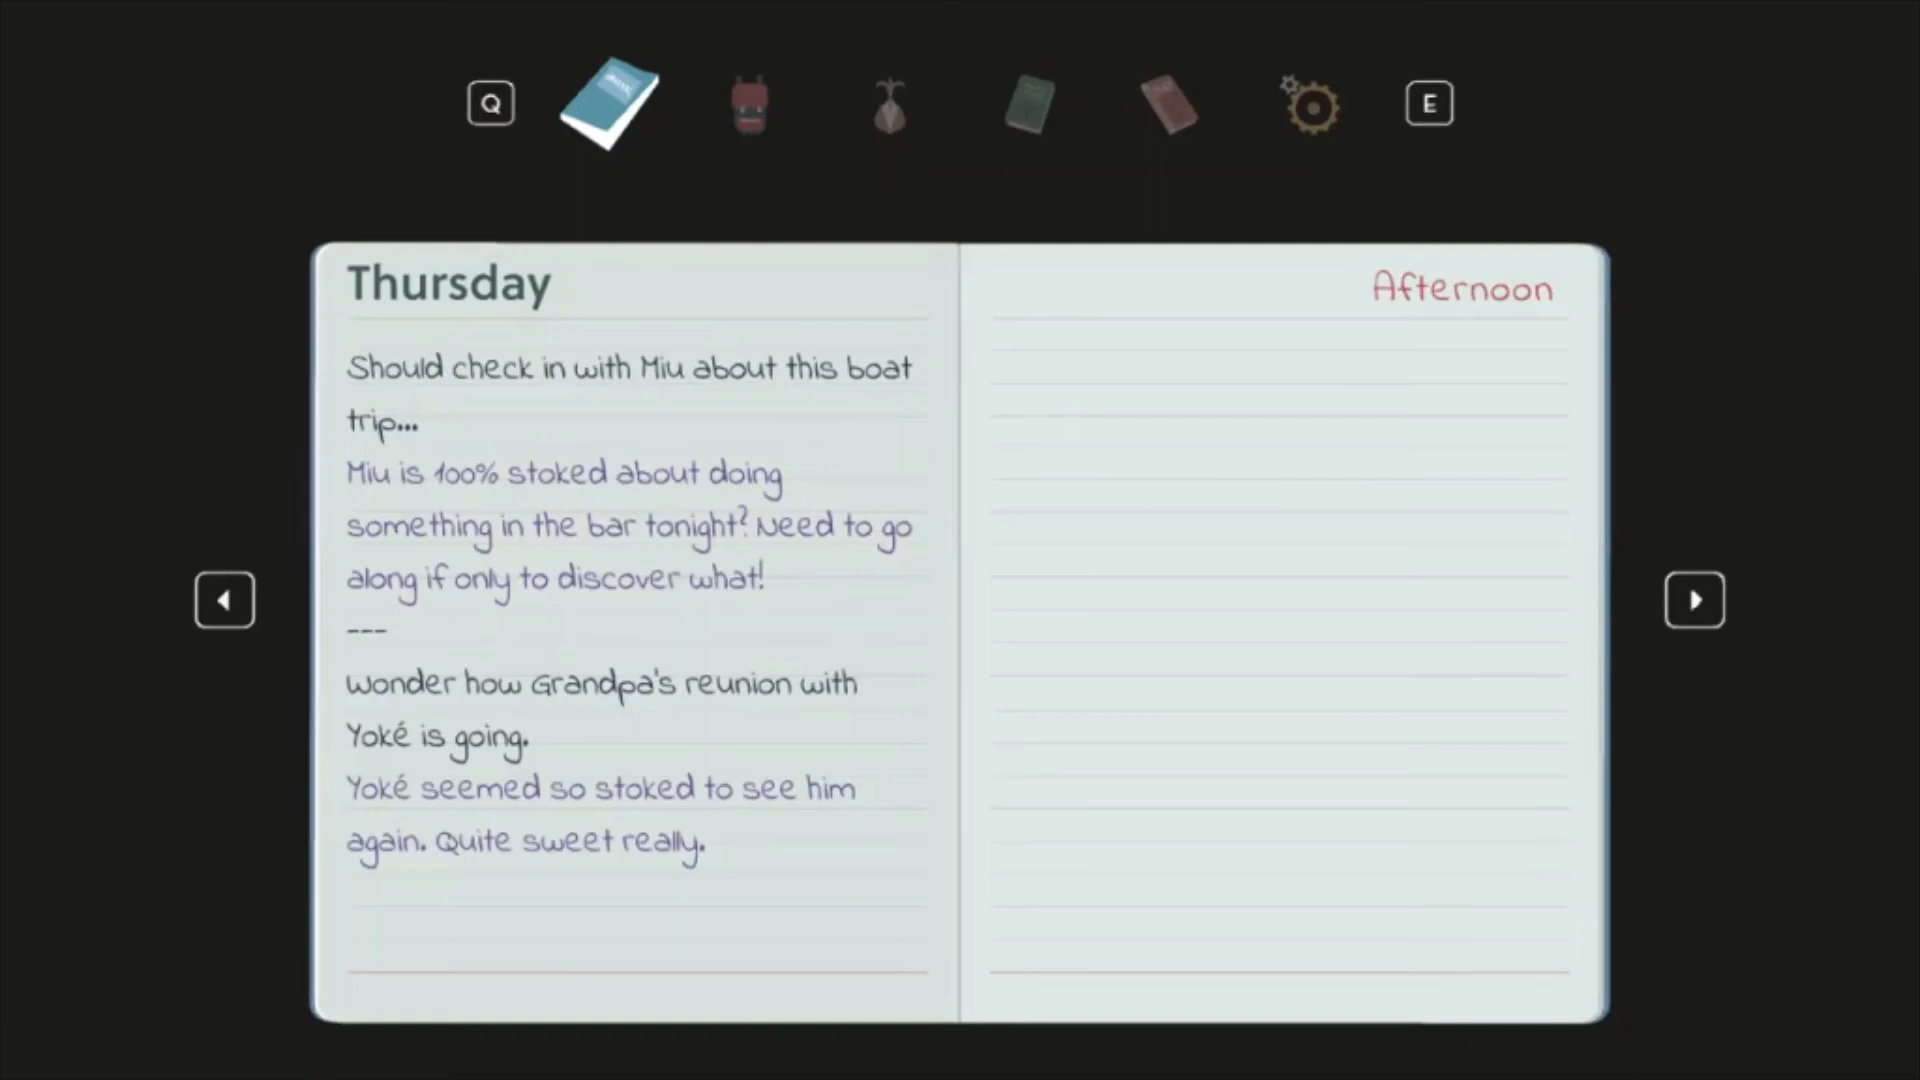 Q
E
Thursday
Afternoon
Should check in with Miu about this boat
trip...
Miu is 100% stoked about doing
something in the bar tonight? Need to go
along if only to discover what!
---
Wonder how Grandpa's reunion with
Yoké is going.
Yoké seemed so stoked to see him
again. Quite sweet really.